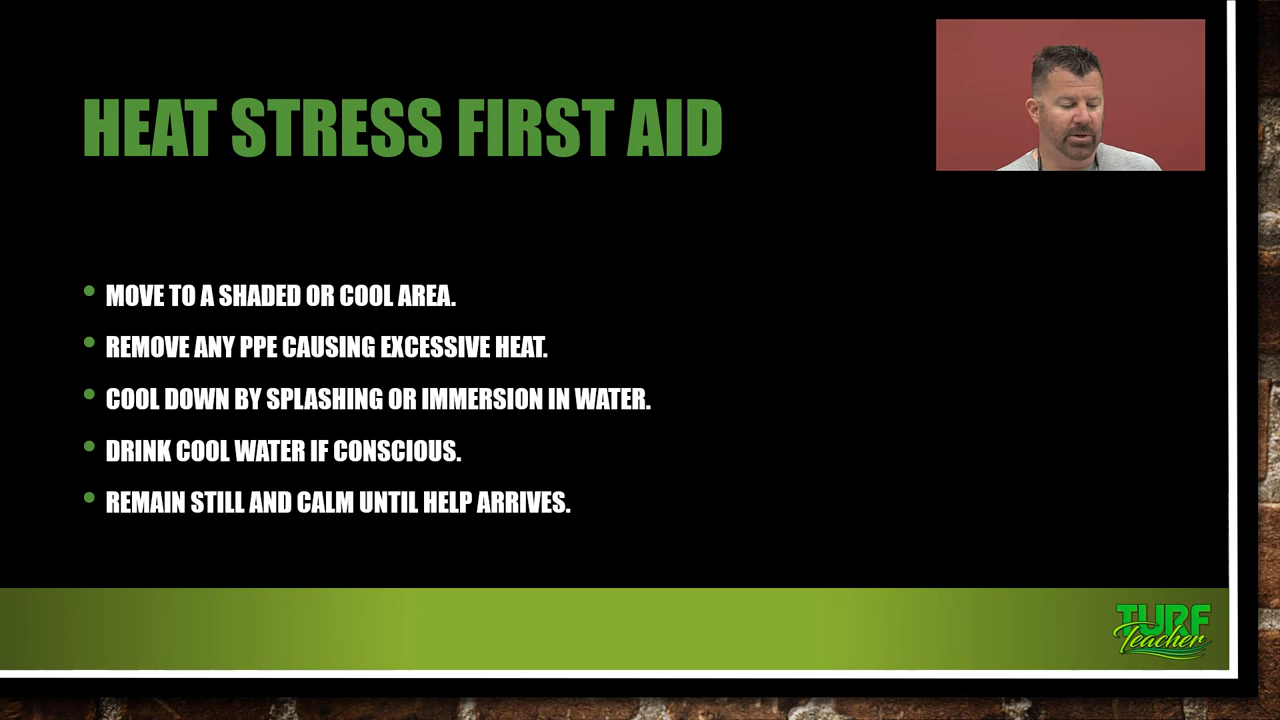 HEAT STRESS FIRST AID
• MOVE TO A SHADED OR COOL AREA.
• REMOVE ANY PPE CAUSING EXCESSIVE HEAT.
• COOL DOWN BY SPLASHING OR IMMERSION IN WATER.
• DRINK COOL WATER IF CONSCIOUS.
• REMAIN STILL AND CALM UNTIL HELP ARRIVES.
TURF
Teacher